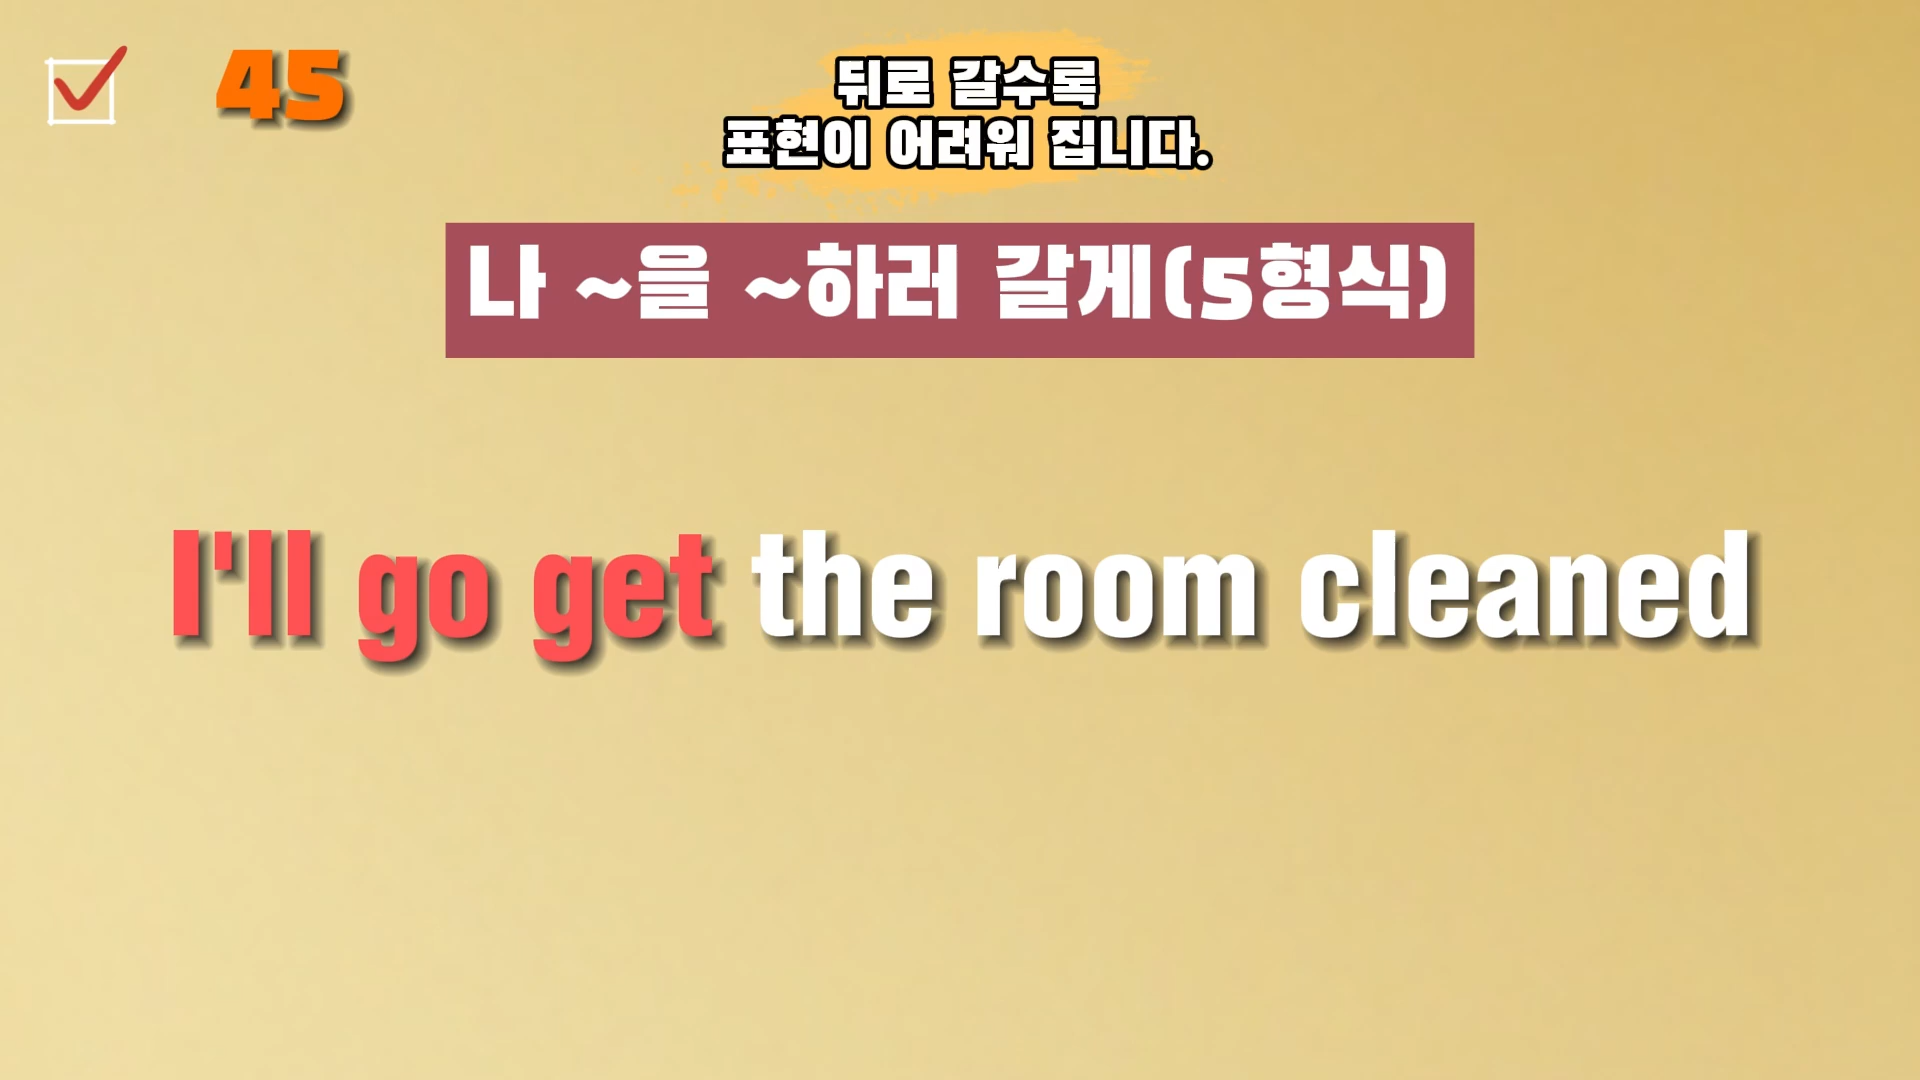 45
뒤로 갈수록
표현이 어려워 집니다.
나 ~을 ~하러 갈게(5형식)
I'll go get the room cleaned